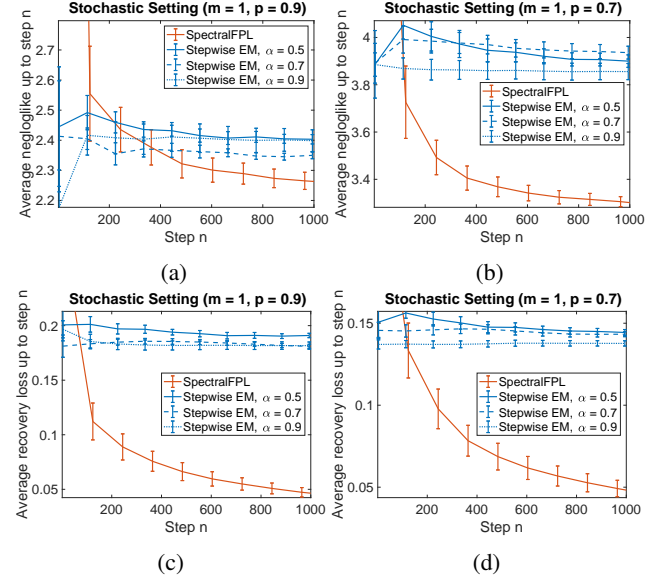 Stochastic Setting (m = 1, p = 0.9)
Average negloglike up to step n
2.7
2.6
2.5
2.4
2.3
2.2
SpectralFPL
Stepwise EM, α = 0.5
Stepwise EM, α = 0.7
Stepwise EM, α = 0.9
200 400 600 800 1000
Step n
(a)
Stochastic Setting (m = 1, p = 0.7)
Average negloglike up to step n
4
3.8
3.6
3.4
SpectralFPL
Stepwise EM, α = 0.5
Stepwise EM, α = 0.7
Stepwise EM, α = 0.9
200 400 600 800 1000
Step n
(b)
Stochastic Setting (m = 1, p = 0.9)
Average recovery loss up to step n
0.2
0.15
0.1
0.05
SpectralFPL
Stepwise EM, α = 0.5
Stepwise EM, α = 0.7
Stepwise EM, α = 0.9
200 400 600 800 1000
Step n
(c)
Stochastic Setting (m = 1, p = 0.7)
Average recovery loss up to step n
0.15
0.1
0.05
SpectralFPL
Stepwise EM, α = 0.5
Stepwise EM, α = 0.7
Stepwise EM, α = 0.9
200 400 600 800 1000
Step n
(d)